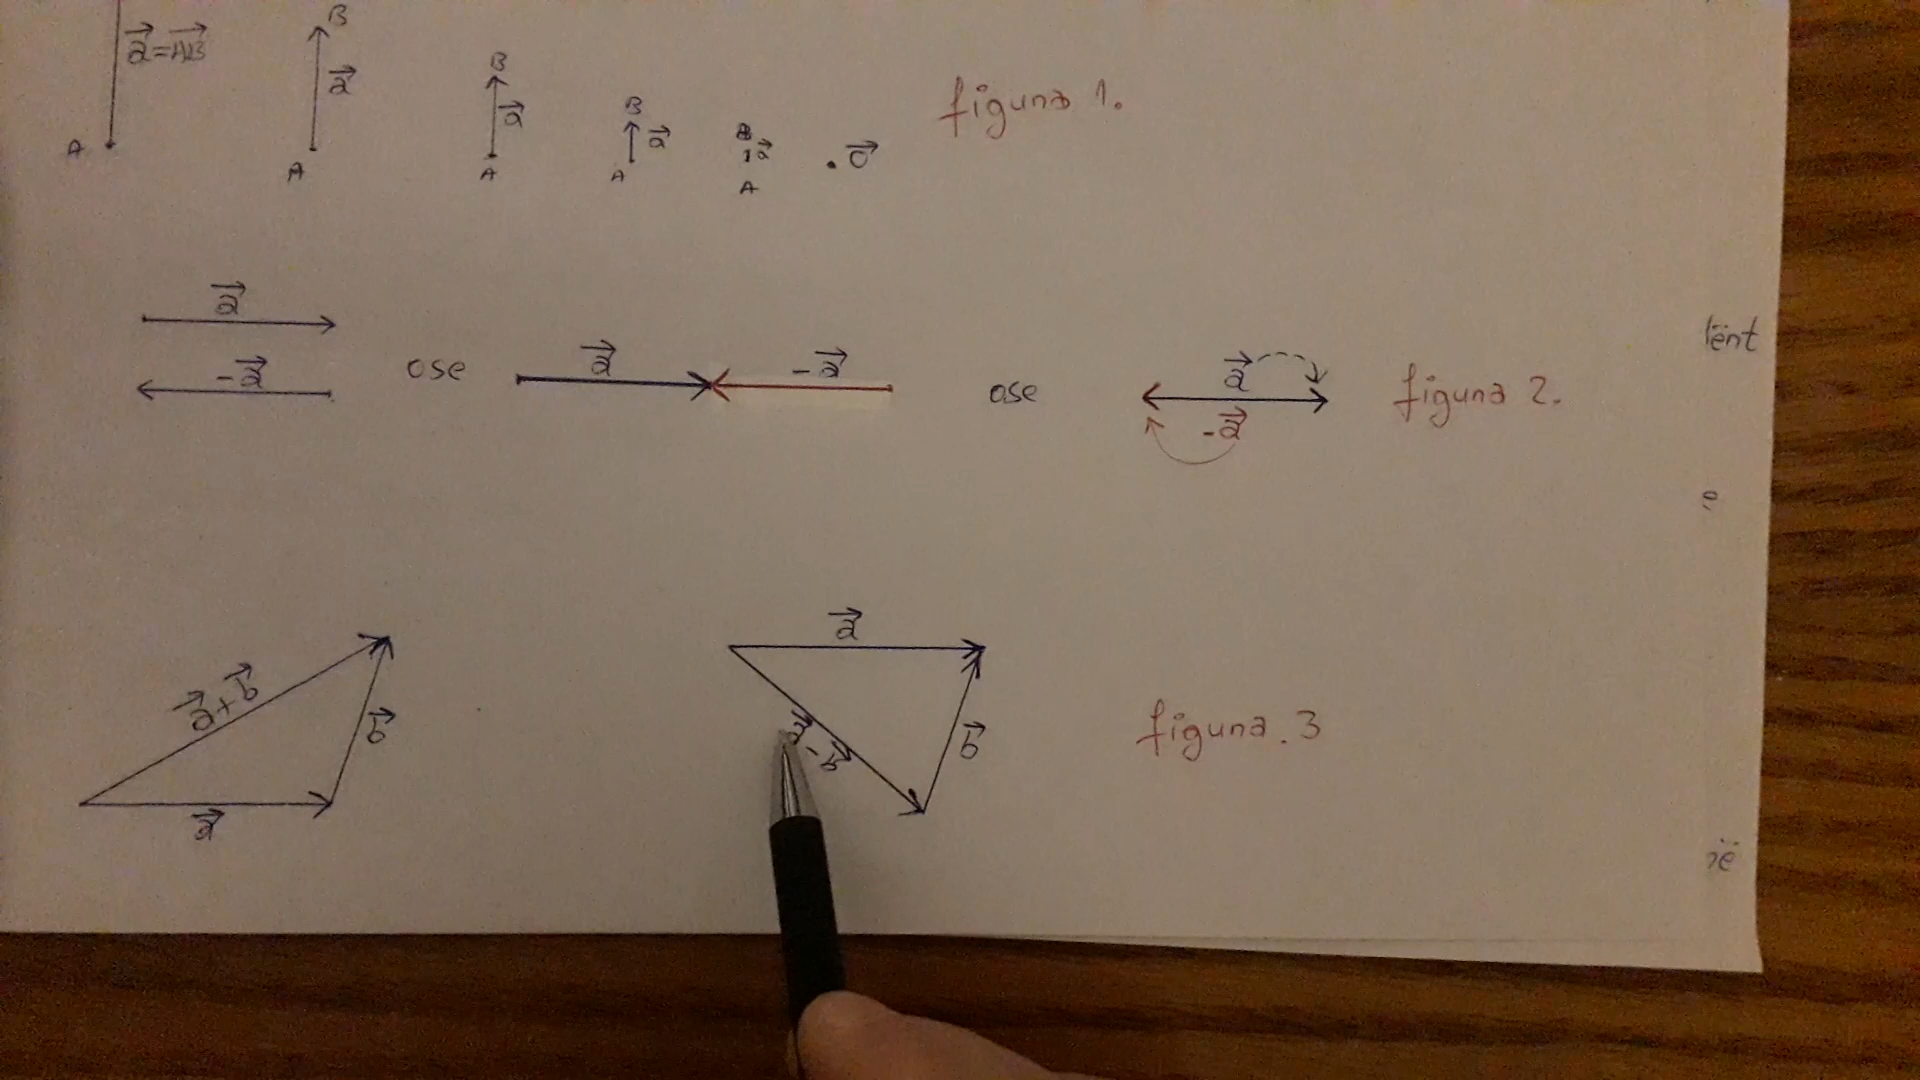 a⃗=AB⃗
B
a⃗
B
a⃗
B
a⃗
B
a⃗
.0⃗
figura 1.
A
A
A
A
A
a⃗
-a⃗
ose
a⃗
-a⃗
ose
a⃗
-a⃗
figura 2.
lënt
e
a⃗+b⃗
b⃗
a⃗
a⃗
a⃗-b⃗
b⃗
figura.3